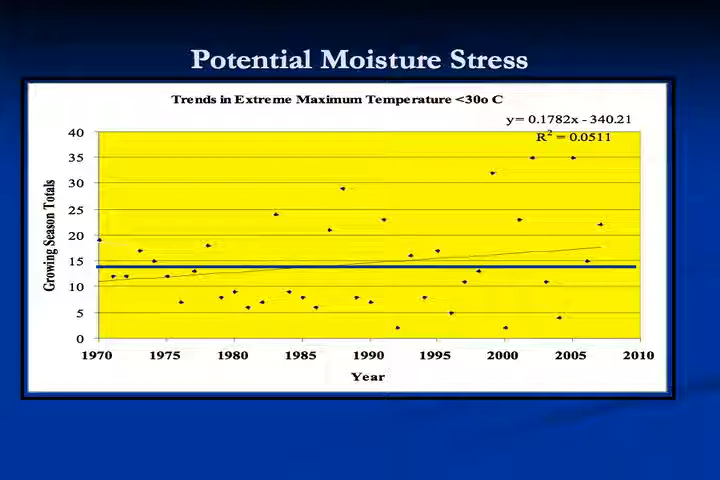 Potential Moisture Stress
Trends in Extreme Maximum Temperature <30o C
y = 0.1782x - 340.21
R² = 0.0511
Growing Season Totals
40
35
30
25
20
15
10
5
0
1970 1975 1980 1985 1990 1995 2000 2005 2010
Year